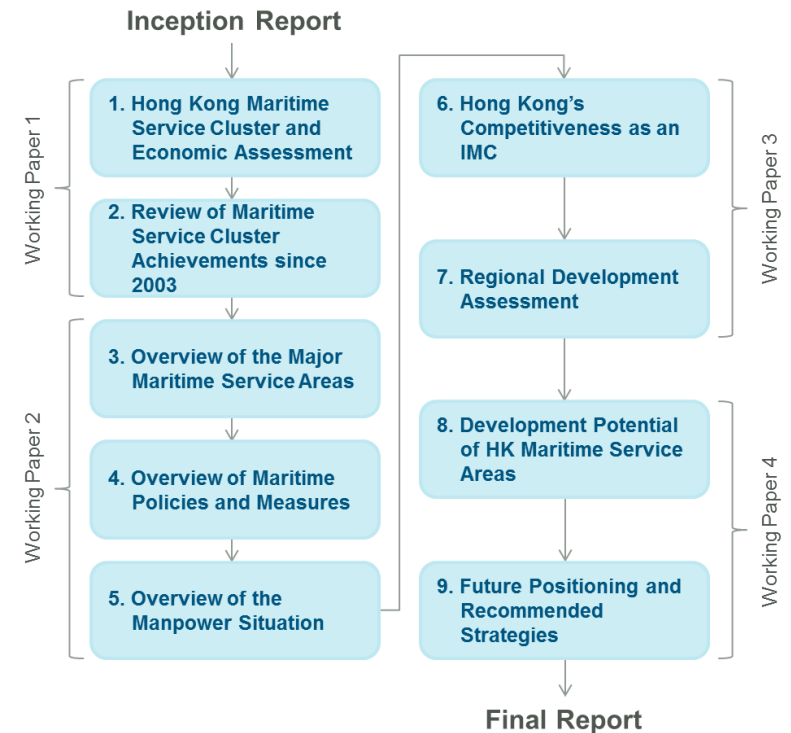 Inception Report
Working Paper 1
1. Hong Kong Maritime
Service Cluster and
Economic Assessment
2. Review of Maritime
Service Cluster
Achievements since
2003
Working Paper 2
3. Overview of the Major
Maritime Service Areas
4. Overview of Maritime
Policies and Measures
5. Overview of the
Manpower Situation
6. Hong Kong's
Competitiveness as an
IMC
7. Regional Development
Assessment
Working Paper 3
8. Development Potential
of HK Maritime Service
Areas
9. Future Positioning and
Recommended
Strategies
Working Paper 4
Final Report